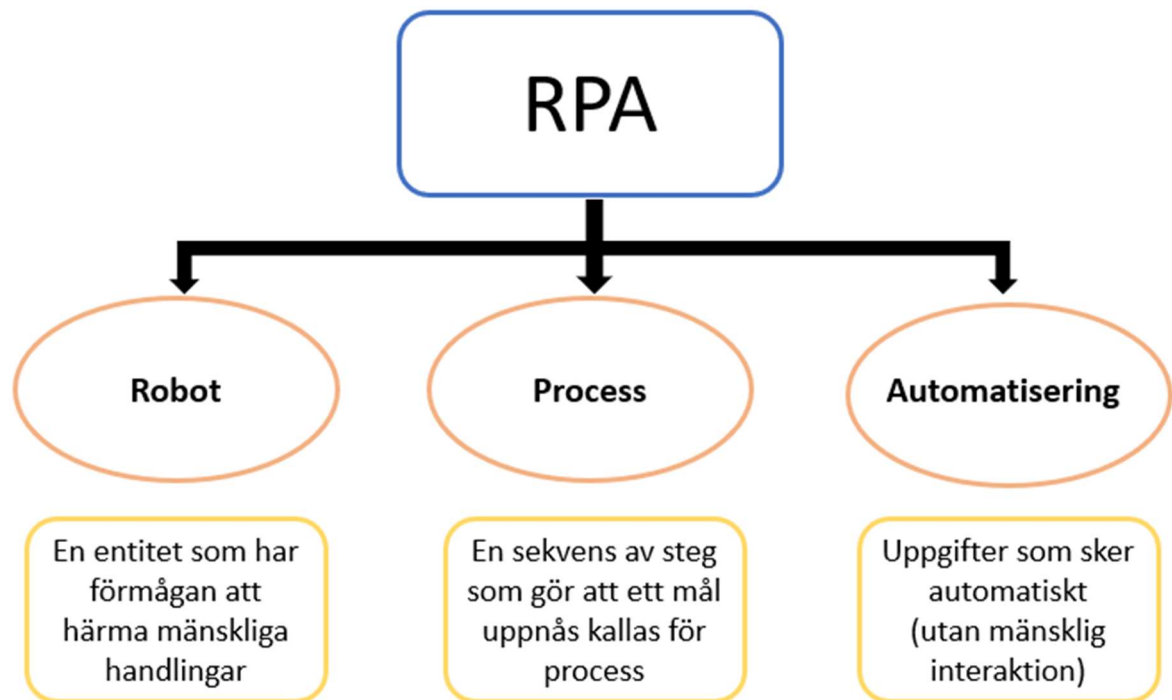 RPA
Robot
Process
Automatisering
En entitet som har
förmågan att
härma mänskliga
handlingar
En sekvens av steg
som gör att ett mål
uppnås kallas för
process
Uppgifter som sker
automatiskt
(utan mänsklig
interaktion)